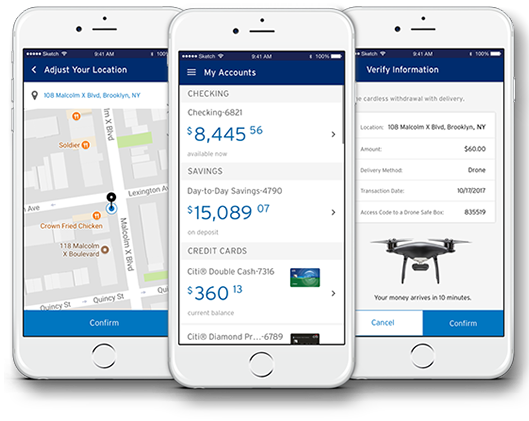 Sketch 9:41 AM
Adjust Your Location
108 Malcolm X Blvd, Brooklyn, NY
Malcolm X Blvd
Soldier
Lexington Ave
Crown Fried Chicken
118 Malcolm
X Boulevard
Malcolm X Blvd
Quincy St
Quincy St
Confirm
Sketch 9:41 AM 100%
My Accounts
CHECKING
Checking-6821
$8,445 56
available now
SAVINGS
Day-to-Day Savings-4790
$15,089 07
on deposit
CREDIT CARDS
Citi® Double Cash-7316
$360 13
current balance
Citi® Diamond Pr...-6789
9:41 AM 100%
Verify Information
cardless withdrawal with delivery.
Location: 108 Malcolm X Blvd, Brooklyn, NY
Amount: $60.00
Delivery Method: Drone
Transaction Date: 10/17/2017
Access Code to a Drone Safe Box: 835519
Your money arrives in 10 minutes.
Cancel Confirm